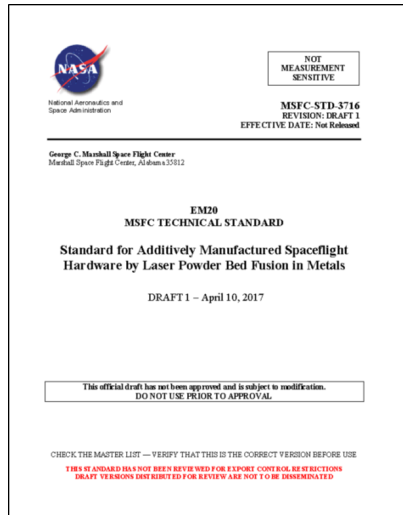 NASA
NOT
MEASUREMENT
SENSITIVE
National Aeronautics and
Space Administration
MSFC-STD-3716
REVISION: DRAFT 1
EFFECTIVE DATE: Not Released
George C. Marshall Space Flight Center
Marshall Space Flight Center, Alabama 35812
EM20
MSFC TECHNICAL STANDARD
Standard for Additively Manufactured Spaceflight
Hardware by Laser Powder Bed Fusion in Metals
DRAFT 1 – April 10, 2017
This official draft has not been approved and is subject to modification.
DO NOT USE PRIOR TO APPROVAL
CHECK THE MASTER LIST — VERIFY THAT THIS IS THE CORRECT VERSION BEFORE USE
THIS STANDARD HAS NOT BEEN REVIEWED FOR EXPORT CONTROL RESTRICTIONS
DRAFT VERSIONS DISTRIBUTED FOR REVIEW ARE NOT TO BE DISSEMINATED